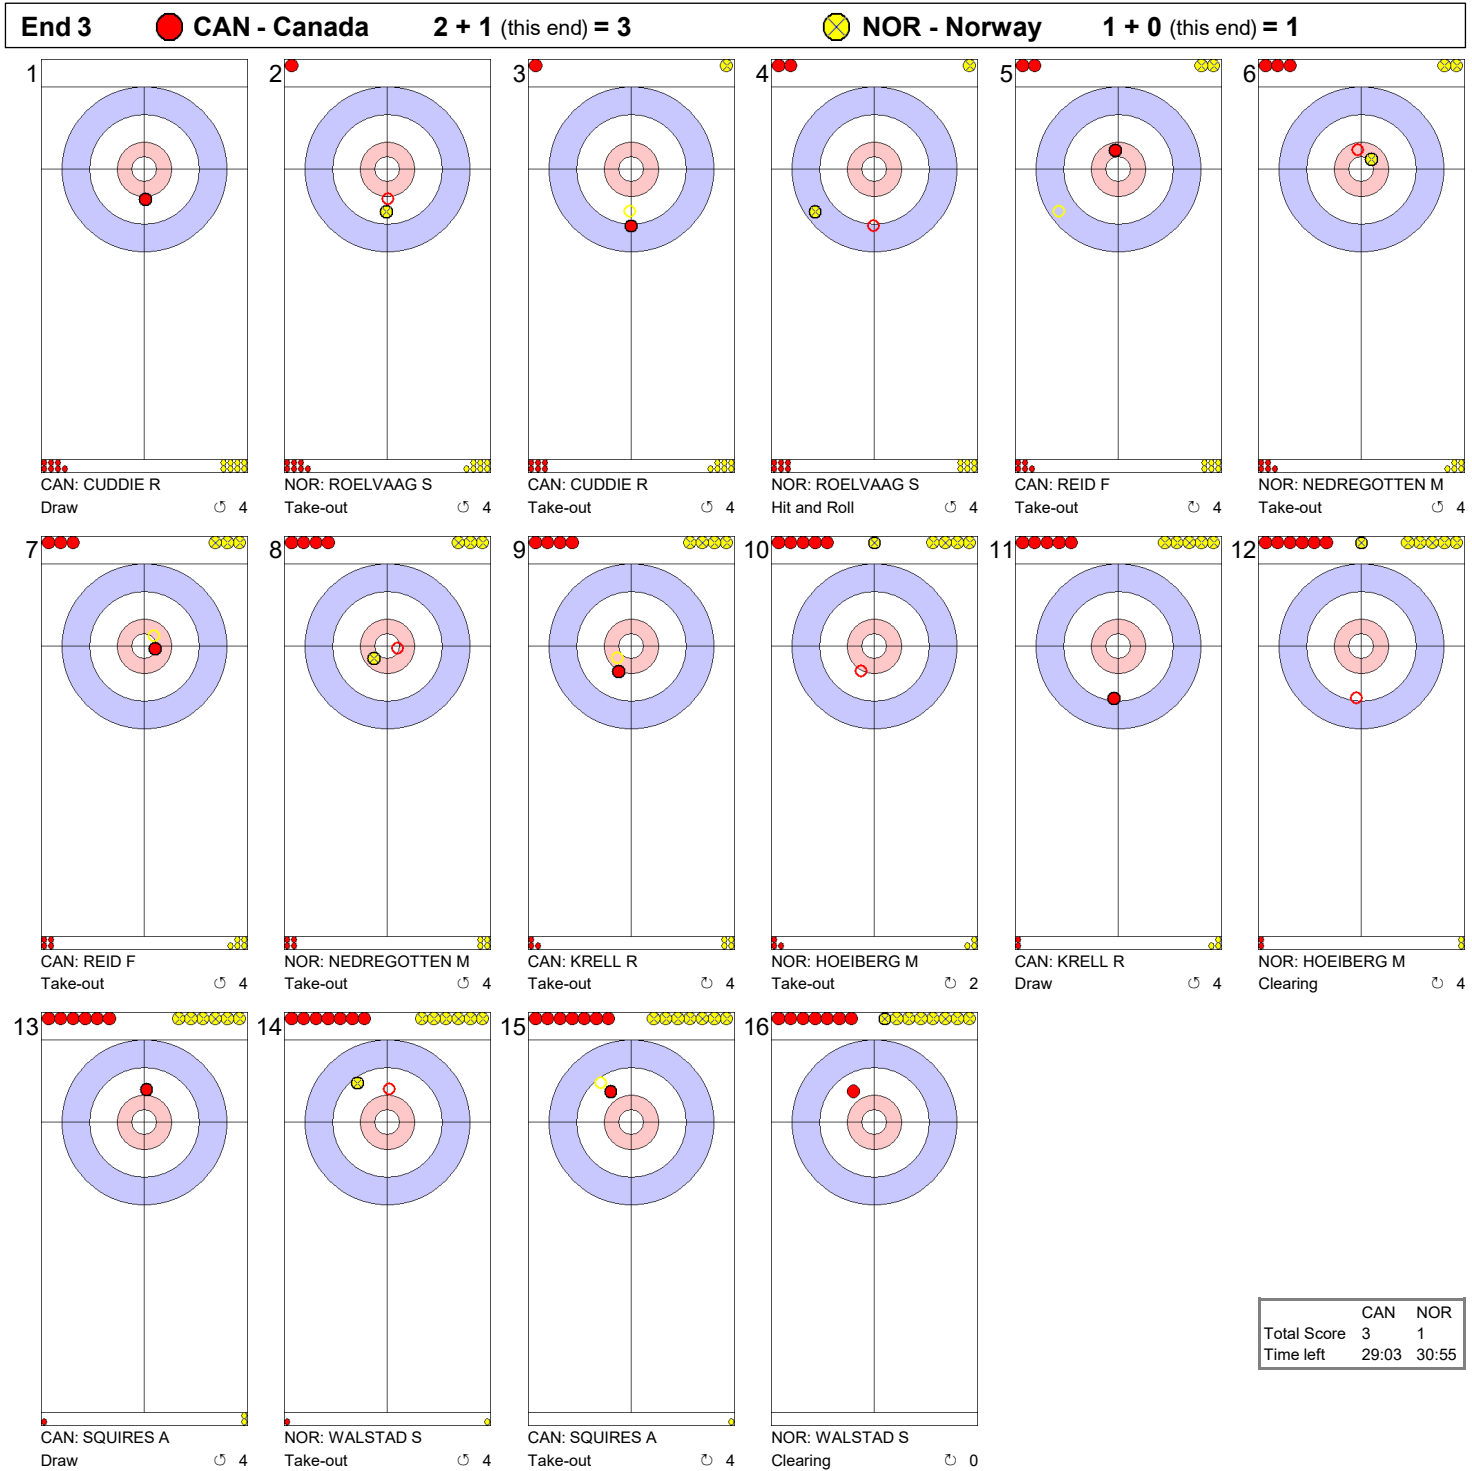 End 3 CAN - Canada 2 + 1 (this end) = 3 NOR - Norway 1 + 0 (this end) = 1
1 2 3 4 5 6
CAN: CUDDIE R NOR: ROELVAAG S CAN: CUDDIE R NOR: ROELVAAG S CAN: REID F NOR: NEDREGOTTEN M
Draw ↺ 4 Take-out ↺ 4 Take-out ↺ 4 Hit and Roll ↺ 4 Take-out ↻ 4 Take-out ↺ 4
7 8 9 10 11 12
CAN: REID F NOR: NEDREGOTTEN M CAN: KRELL R NOR: HOEIBERG M CAN: KRELL R NOR: HOEIBERG M
Take-out ↺ 4 Take-out ↺ 4 Take-out ↻ 4 Take-out ↻ 2 Draw ↺ 4 Clearing ↻ 4
13 14 15 16
CAN NOR
Total Score 3 1
Time left 29:03 30:55
CAN: SQUIRES A NOR: WALSTAD S CAN: SQUIRES A NOR: WALSTAD S
Draw ↺ 4 Take-out ↺ 4 Take-out ↻ 4 Clearing ↻ 0